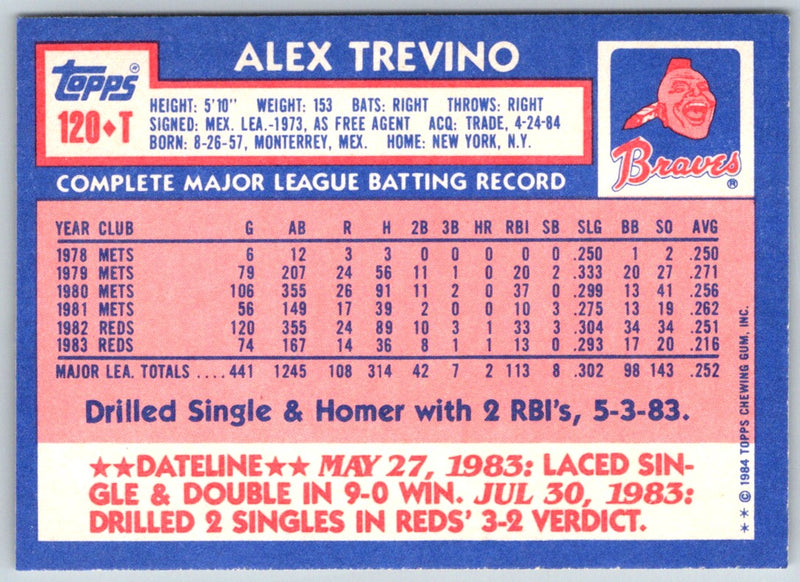 ALEX TREVINO
topps®
120♦T
HEIGHT: 5'10" WEIGHT: 153 BATS: RIGHT THROWS: RIGHT
SIGNED: MEX. LEA.-1973, AS FREE AGENT ACQ: TRADE, 4-24-84
BORN: 8-26-57, MONTERREY, MEX. HOME: NEW YORK, N.Y.
Braves®
COMPLETE MAJOR LEAGUE BATTING RECORD
YEAR CLUB G AB R H 2B 3B HR RBI SB SLG BB SO AVG
1978 METS 6 12 3 3 0 0 0 0 0 .250 1 2 .250
1979 METS 79 207 24 56 11 1 0 20 2 .333 20 27 .271
1980 METS 106 355 26 91 11 2 0 37 0 .299 13 41 .256
1981 METS 56 149 17 39 2 0 0 10 3 .275 13 19 .262
1982 REDS 120 355 24 89 10 3 1 33 3 .304 34 34 .251
1983 REDS 74 167 14 36 8 1 1 13 0 .293 17 20 .216
MAJOR LEA. TOTALS ....441 1245 108 314 42 7 2 113 8 .302 98 143 .252
Drilled Single & Homer with 2 RBI's, 5-3-83.
★★DATELINE★★ MAY 27, 1983: LACED SIN-
GLE & DOUBLE IN 9-0 WIN. JUL 30, 1983:
DRILLED 2 SINGLES IN REDS' 3-2 VERDICT.
** © 1984 TOPPS CHEWING GUM, INC.